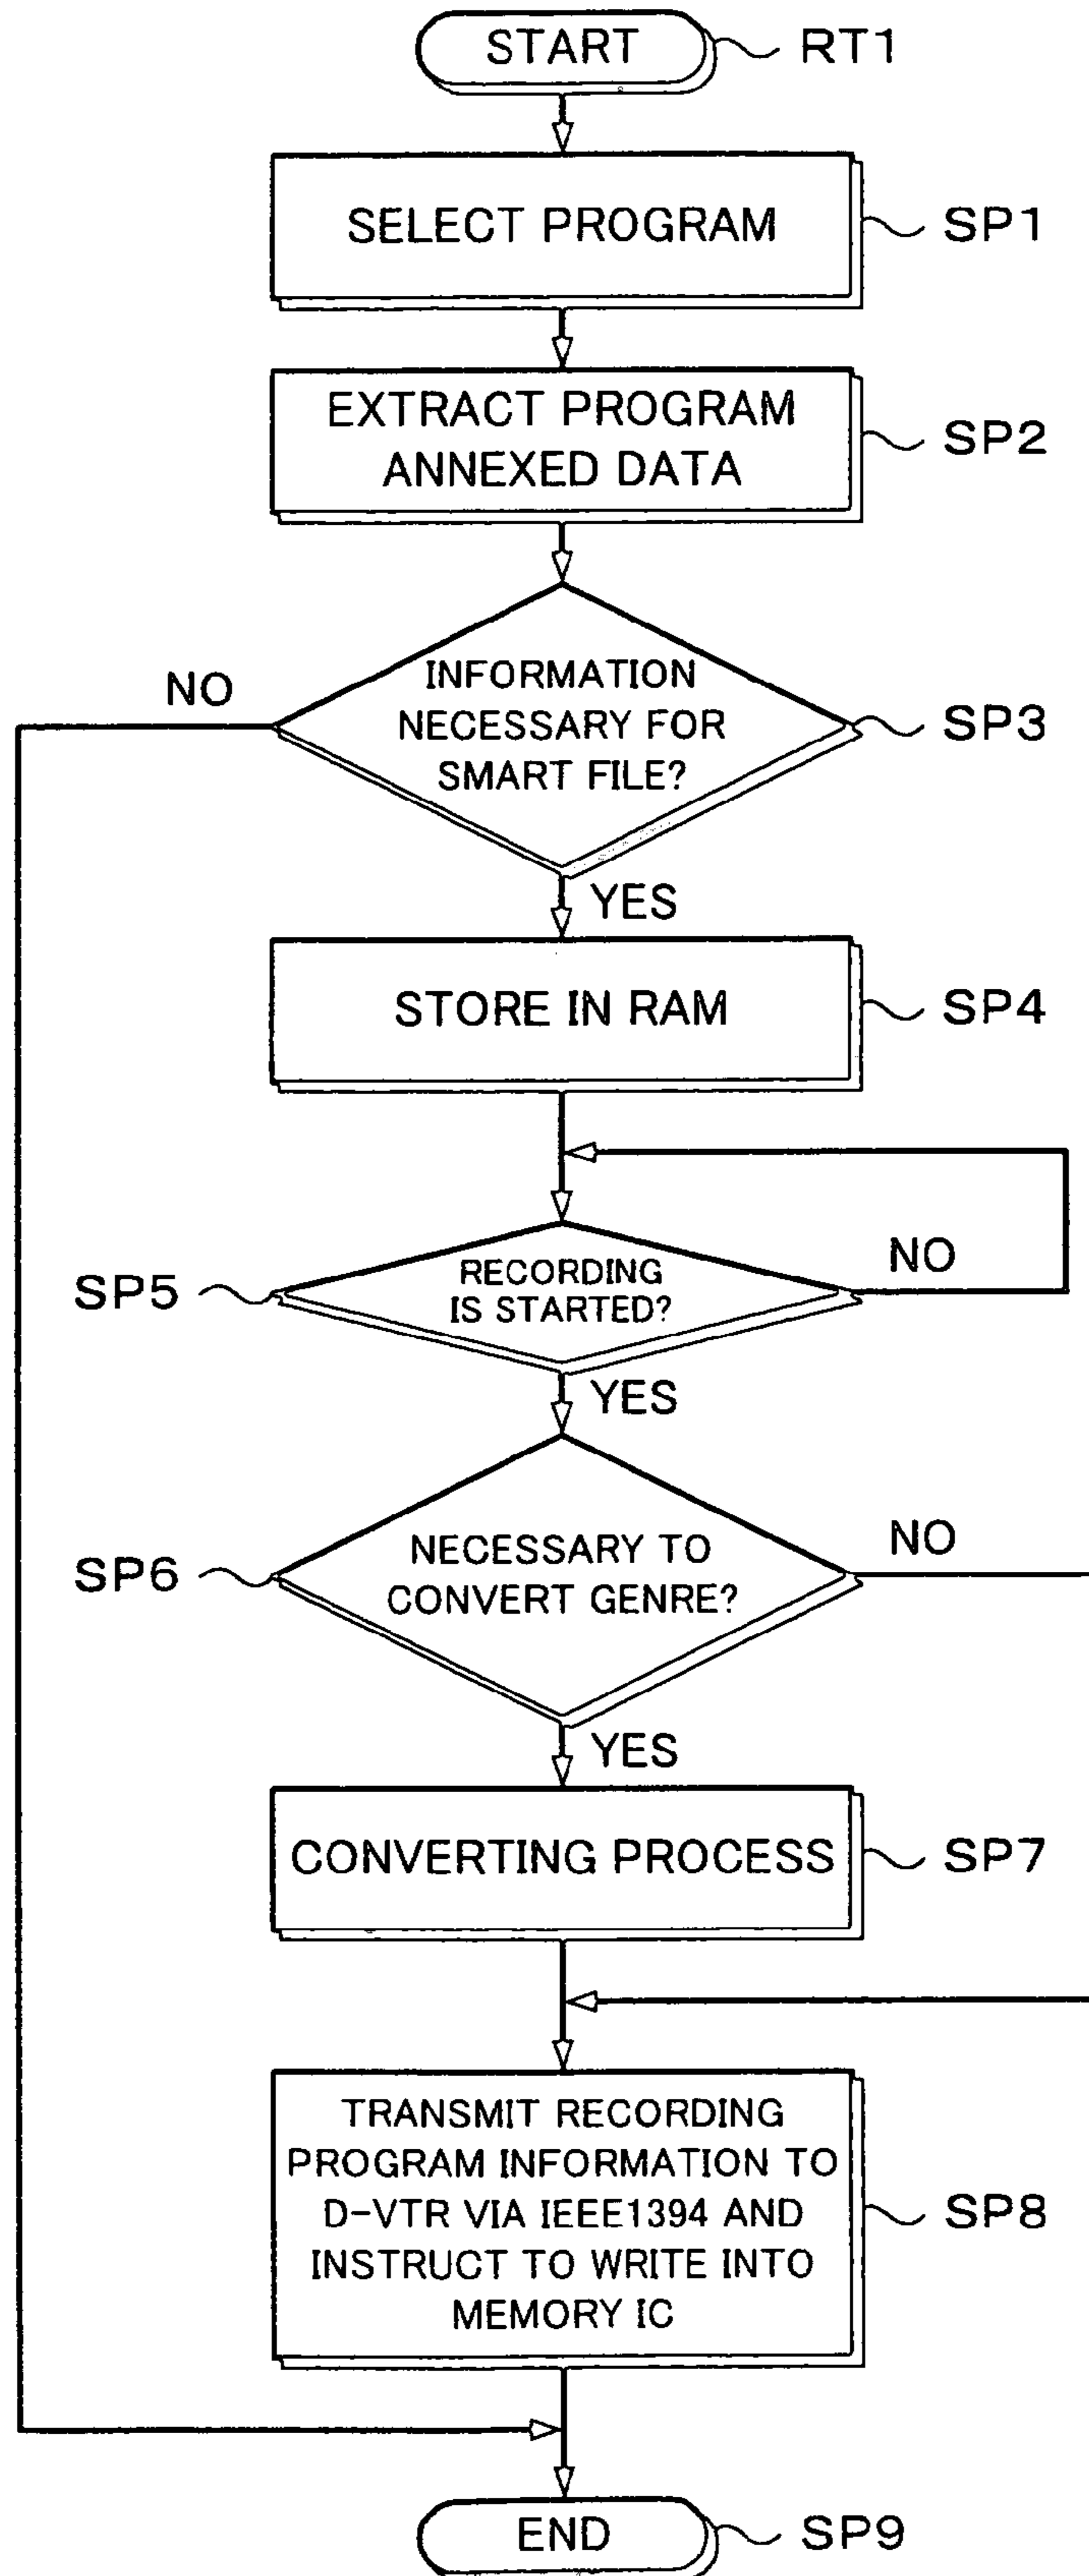 START
RT1
SELECT PROGRAM
SP1
EXTRACT PROGRAM
ANNEXED DATA
SP2
NO
INFORMATION
NECESSARY FOR
SMART FILE?
SP3
YES
STORE IN RAM
SP4
SP5
RECORDING
IS STARTED?
NO
YES
SP6
NECESSARY TO
CONVERT GENRE?
NO
YES
CONVERTING PROCESS
SP7
TRANSMIT RECORDING
PROGRAM INFORMATION TO
D-VTR VIA IEEE1394 AND
INSTRUCT TO WRITE INTO
MEMORY IC
SP8
END
SP9